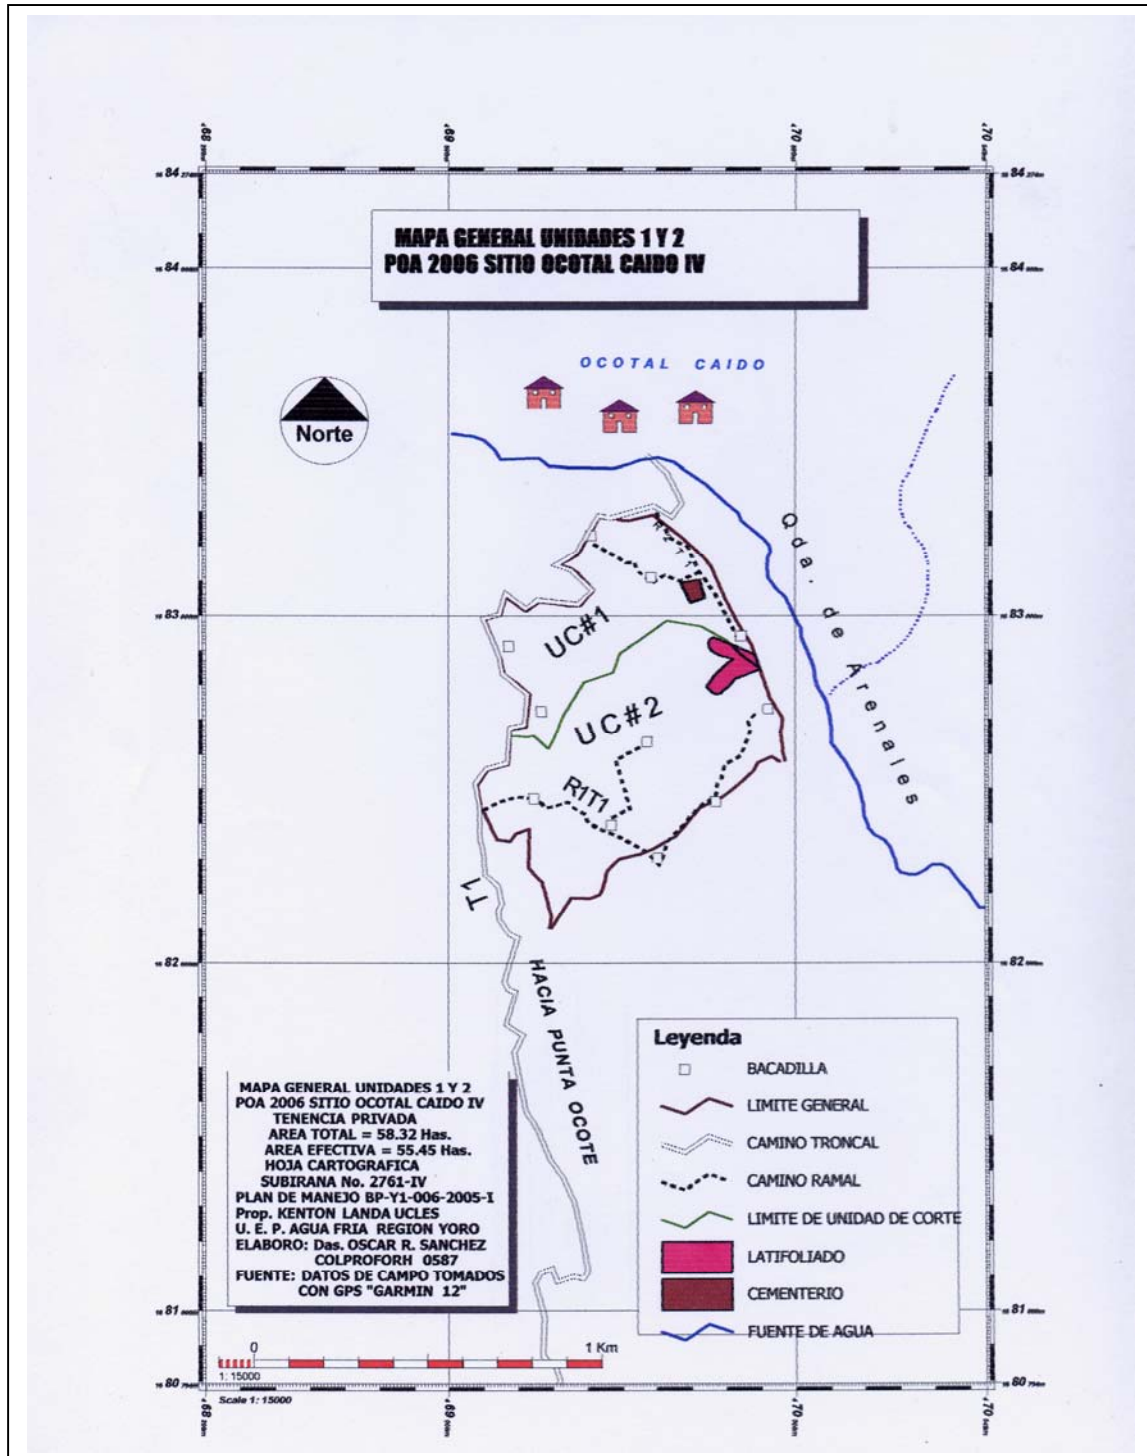 89'
69'
70'
70'
84
84
MAPA GENERAL UNIDADES 1 Y 2
POA 2006 SITIO OCOTAL CAIDO IV
84
84
OCOTAL CAIDO
Norte
Qda. de Arenales
83
83
UC#1
UC#2
R1T1
T1
82
82
HACIA PUNTA OCOTE
MAPA GENERAL UNIDADES 1 Y 2
POA 2006 SITIO OCOTAL CAIDO IV
TENENCIA PRIVADA
AREA TOTAL = 58.32 Has.
AREA EFECTIVA = 55.45 Has.
HOJA CARTOGRAFICA
SUBIRANA No. 2761-IV
PLAN DE MANEJO BP-Y1-006-2005-I
Prop. KENTON LANDA UCLES
U. E. P. AGUA FRIA REGION YORO
ELABORO: Das. OSCAR R. SANCHEZ
COLPROFORH 0587
FUENTE: DATOS DE CAMPO TOMADOS
CON GPS "GARMIN 12"
Leyenda
BACADILLA
LIMITE GENERAL
CAMINO TRONCAL
CAMINO RAMAL
LIMITE DE UNIDAD DE CORTE
LATIFOLIADO
CEMENTERIO
FUENTE DE AGUA
81
81
0 1 Km
1: 15000
80
80
Scale 1: 15000
69'
70'
70'